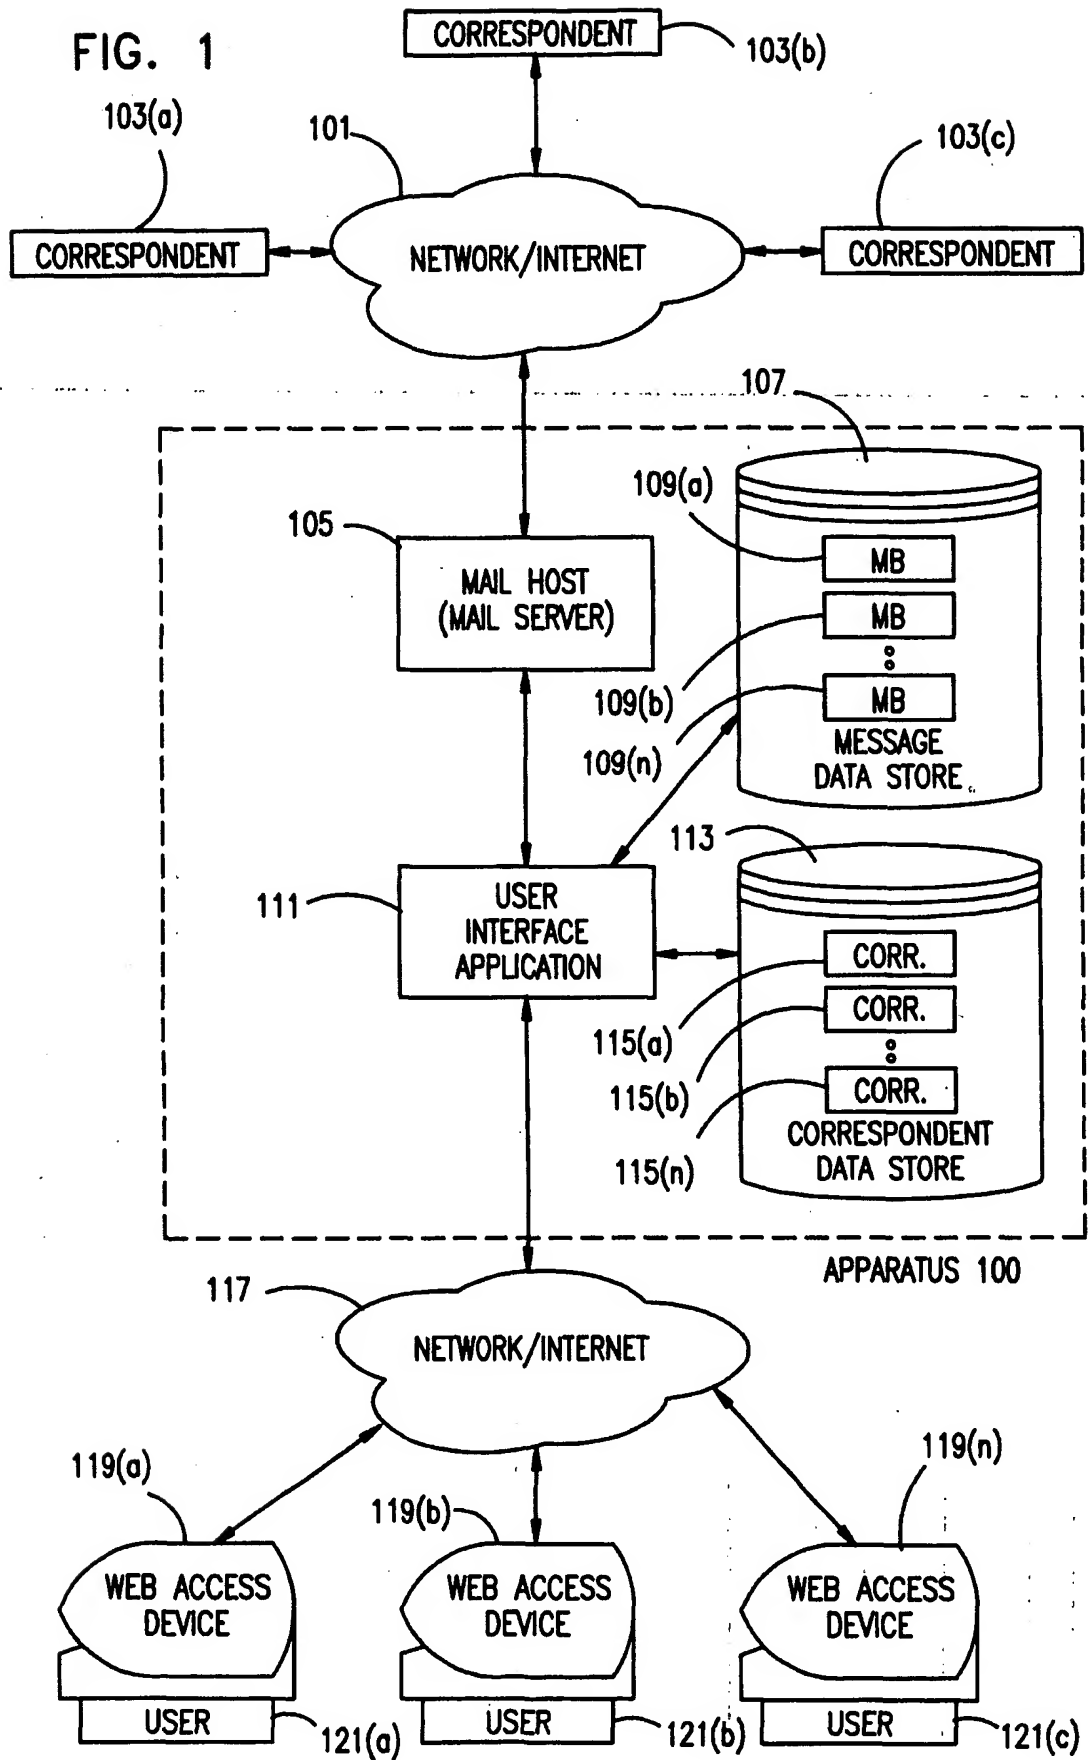 FIG. 1
CORRESPONDENT
103(b)
103(a)
101
103(c)
CORRESPONDENT
NETWORK/INTERNET
CORRESPONDENT
107
109(a)
105
MAIL HOST
(MAIL SERVER)
MB
MB
109(b)
MB
109(n)
MESSAGE
DATA STORE
113
111
USER
INTERFACE
APPLICATION
CORR.
CORR.
115(a)
115(b)
CORR.
115(n)
CORRESPONDENT
DATA STORE
APPARATUS 100
117
NETWORK/INTERNET
119(a)
119(b)
119(n)
WEB ACCESS
DEVICE
WEB ACCESS
DEVICE
WEB ACCESS
DEVICE
USER
121(a)
USER
121(b)
USER
121(c)